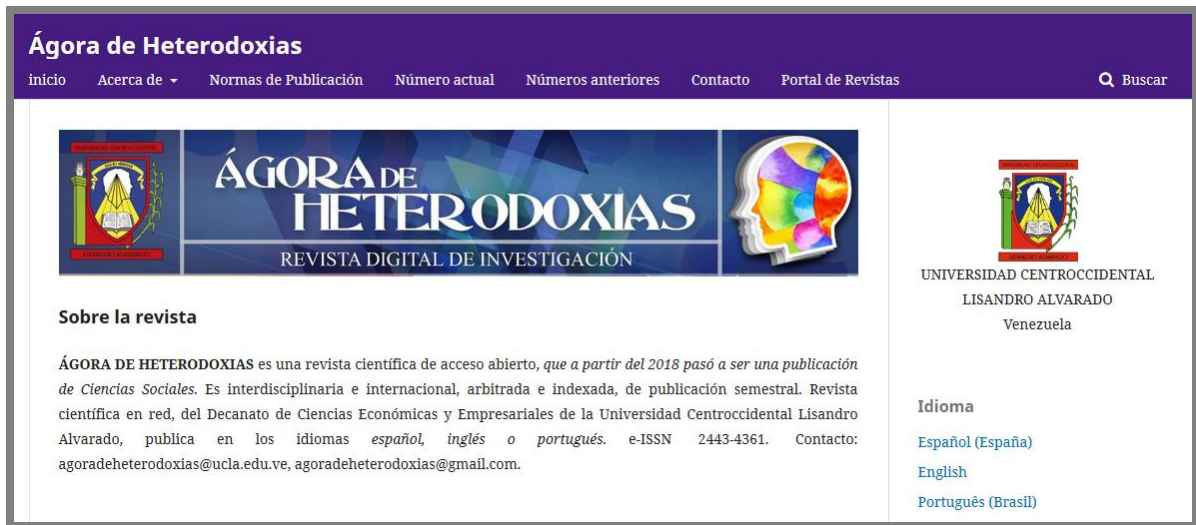 Ágora de Heterodoxias
inicio Acerca de Normas de Publicación Número actual Números anteriores Contacto Portal de Revistas Buscar
ÁGORA DE
HETERODOXIAS
REVISTA DIGITAL DE INVESTIGACIÓN
Sobre la revista
ÁGORA DE HETERODOXIAS es una revista científica de acceso abierto, que a partir del 2018 pasó a ser una publicación
de Ciencias Sociales. Es interdisciplinaria e internacional, arbitrada e indexada, de publicación semestral. Revista
científica en red, del Decanato de Ciencias Económicas y Empresariales de la Universidad Centroccidental Lisandro
Alvarado, publica en los idiomas español, inglés o portugués. e-ISSN 2443-4361. Contacto:
agoradeheterodoxias@ucla.edu.ve, agoradeheterodoxias@gmail.com.
UNIVERSIDAD CENTROCCIDENTAL
LISANDRO ALVARADO
UNIVERSIDAD CENTROCCIDENTAL
LISANDRO ALVARADO
Venezuela
Idioma
Español (España)
English
Português (Brasil)